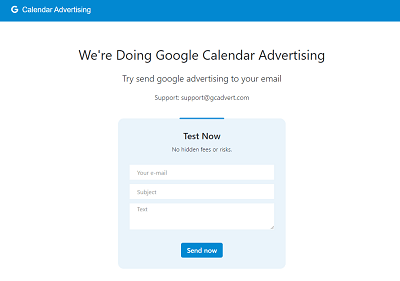 G Calendar Advertising
We're Doing Google Calendar Advertising
Try send google advertising to your email
Support: support@gcadvert.com
Test Now
No hidden fees or risks.
Your e-mail
Subject
Text
Send now